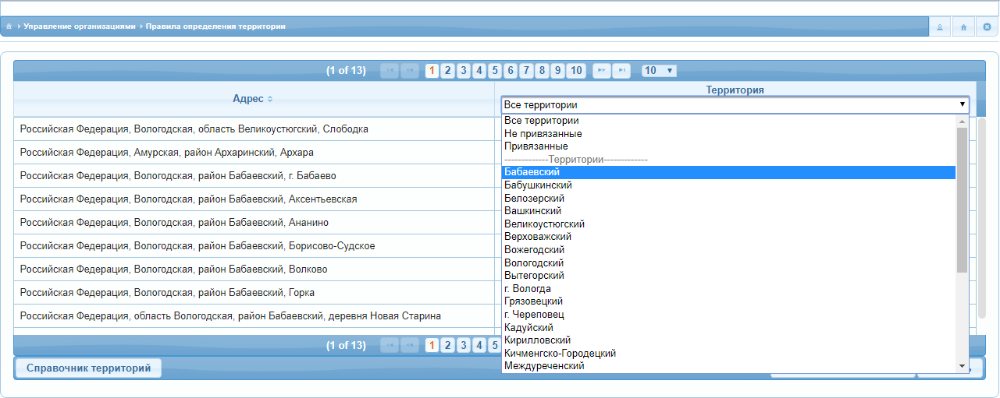 Управление организациями Правила определения территории
(1 of 13) 1 2 3 4 5 6 7 8 9 10 10
Адрес
Территория
Все территории
Все территории
Не привязанные
Привязанные
-------------Территории-------------
Бабаевский
Бабушкинский
Белозерский
Вашкинский
Великоустюгский
Верховажский
Вожегодский
Вологодский
Вытегорский
г. Вологда
Грязовецкий
г. Череповец
Кадуйский
Кирилловский
Кичменгско-Городецкий
Междуреченский
Российская Федерация, Вологодская, область Великоустюгский, Слободка
Российская Федерация, Амурская, район Архаринский, Архара
Российская Федерация, Вологодская, район Бабаевский, г. Бабаево
Российская Федерация, Вологодская, район Бабаевский, Аксентьевская
Российская Федерация, Вологодская, район Бабаевский, Ананино
Российская Федерация, Вологодская, район Бабаевский, Борисово-Судское
Российская Федерация, Вологодская, район Бабаевский, Волково
Российская Федерация, Вологодская, район Бабаевский, Горка
Российская Федерация, область Вологодская, район Бабаевский, деревня Новая Старина
(1 of 13) 1 2 3 4 5
Справочник территорий